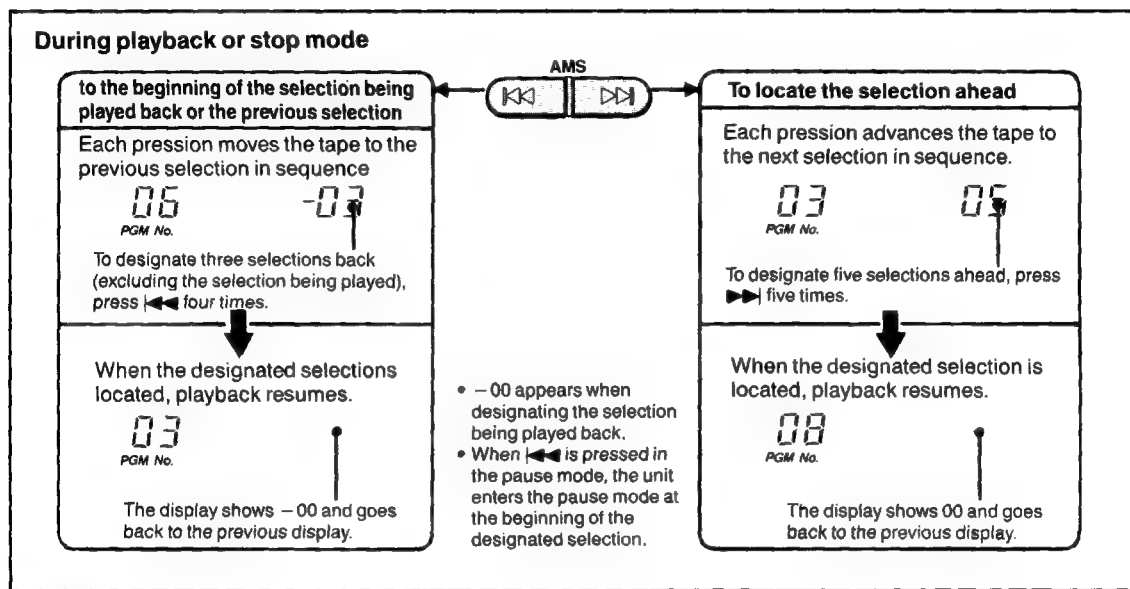 During playback or stop mode
AMS
to the beginning of the selection being
played back or the previous selection
Each pression moves the tape to the
previous selection in sequence
06 -03
PGM No.
To designate three selections back
(excluding the selection being played),
press |◀◀ four times.
When the designated selections
located, playback resumes.
03
PGM No.
The display shows –00 and goes
back to the previous display.
• –00 appears when
designating the selection
being played back.
• When |◀◀ is pressed in
the pause mode, the unit
enters the pause mode at
the beginning of the
designated selection.
To locate the selection ahead
Each pression advances the tape to
the next selection in sequence.
03 05
PGM No.
To designate five selections ahead, press
▶▶| five times.
When the designated selection is
located, playback resumes.
08
PGM No.
The display shows 00 and goes
back to the previous display.